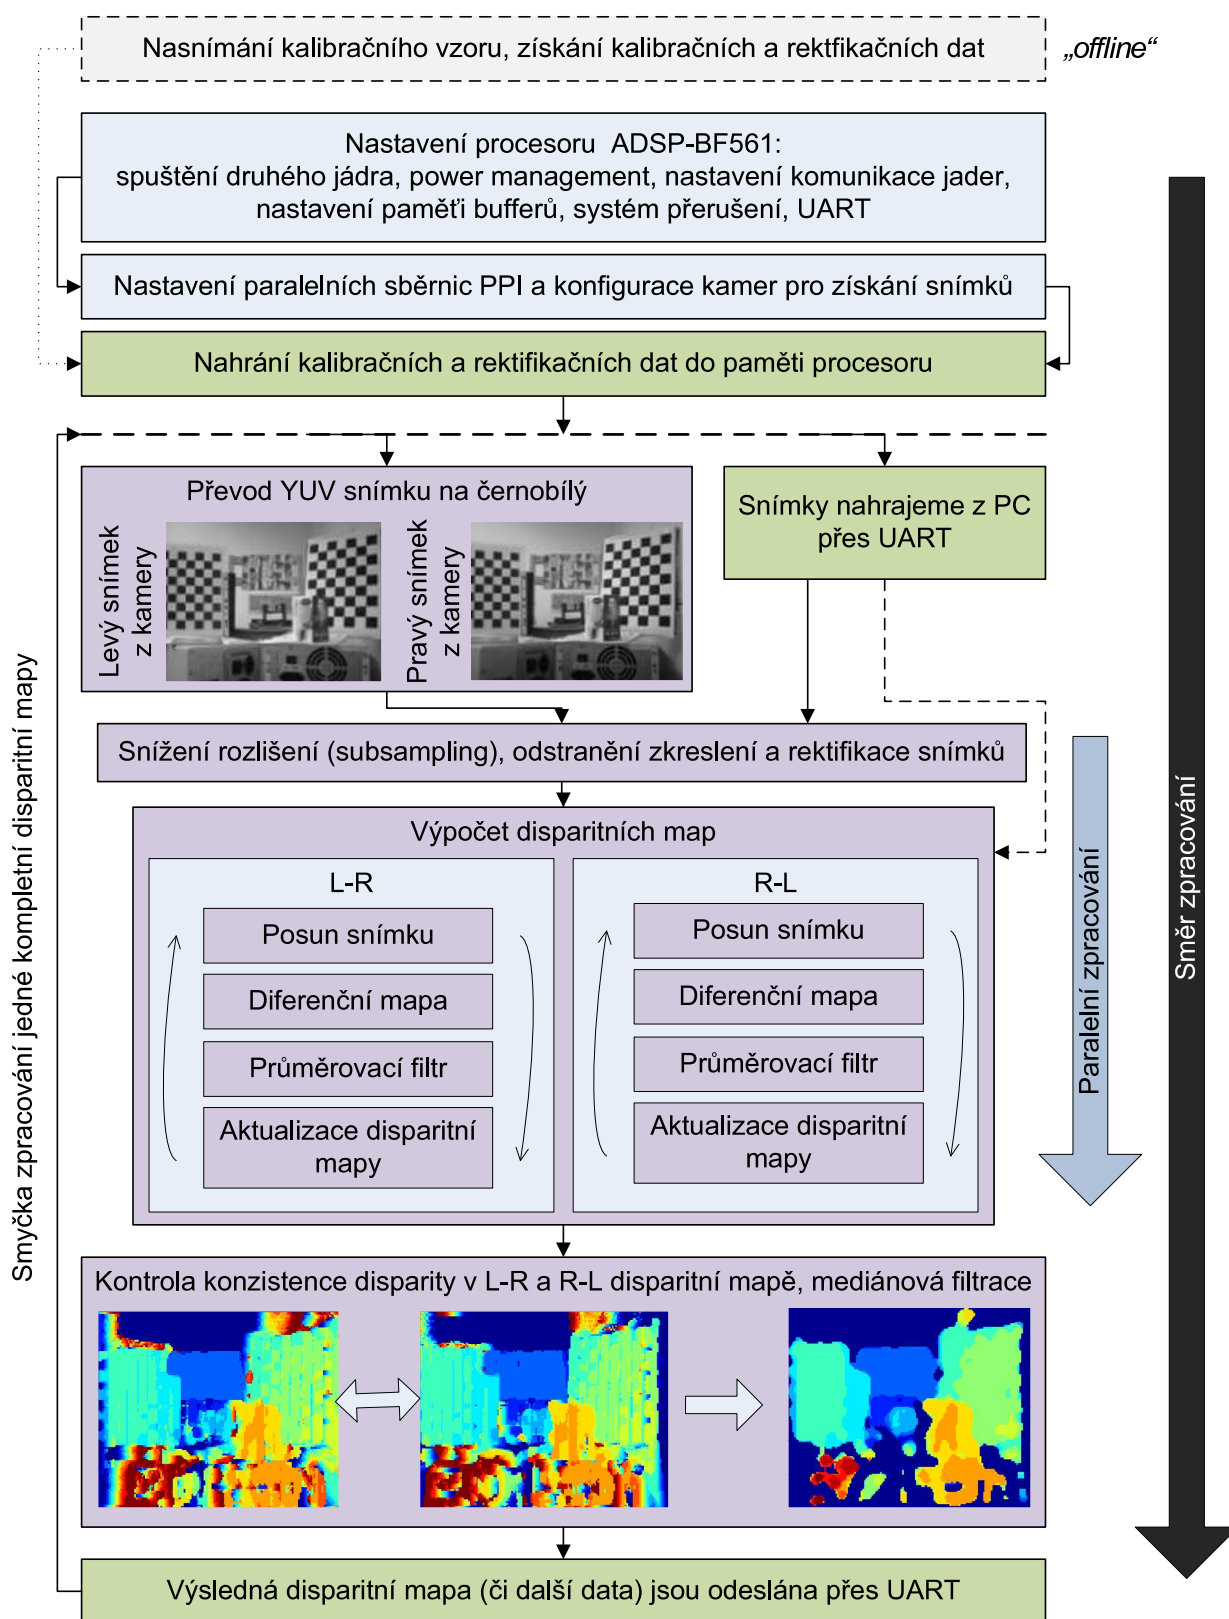 Nasnímání kalibračního vzoru, získání kalibračních a rektfikačních dat
„offline“
Nastavení procesoru ADSP-BF561:
spuštění druhého jádra, power management, nastavení komunikace jader,
nastavení paměťi bufferů, systém přerušení, UART
Nastavení paralelních sběrnic PPI a konfigurace kamer pro získání snímků
Nahrání kalibračních a rektifikačních dat do paměti procesoru
Převod YUV snímku na černobílý
Levý snímek
z kamery
Pravý snímek
z kamery
Snímky nahrajeme z PC
přes UART
Snížení rozlišení (subsampling), odstranění zkreslení a rektifikace snímků
Výpočet disparitních map
L-R
Posun snímku
Diferenční mapa
Průměrovací filtr
Aktualizace disparitní
mapy
R-L
Posun snímku
Diferenční mapa
Průměrovací filtr
Aktualizace disparitní
mapy
Kontrola konzistence disparity v L-R a R-L disparitní mapě, mediánová filtrace
Výsledná disparitní mapa (či další data) jsou odeslána přes UART
Smyčka zpracování jedné kompletní disparitní mapy
Paralelní zpracování
Směr zpracování